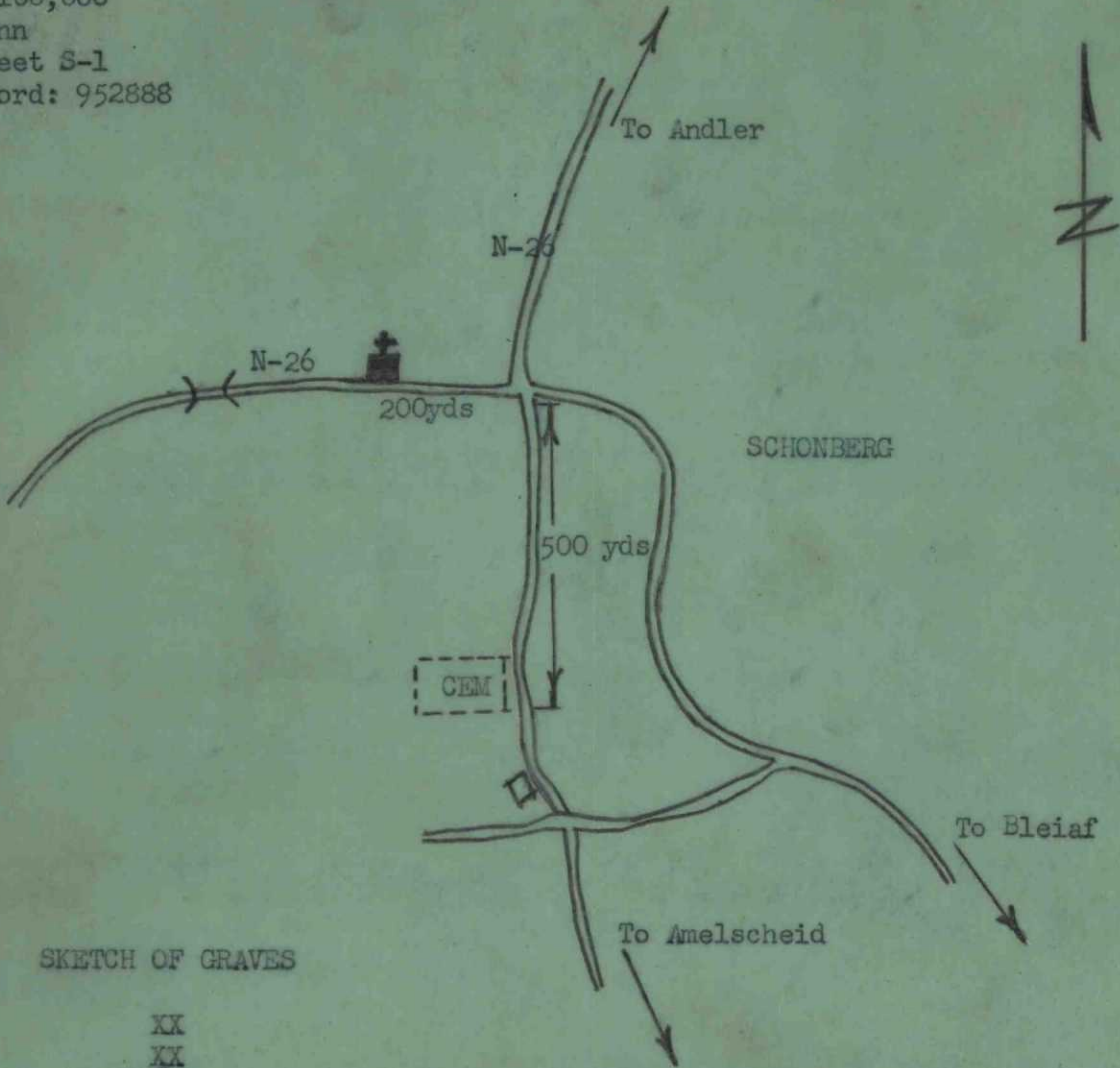 nn
eet S-1
ord: 952888
To Andler
N-26
N-26
200yds
SCHONBERG
500 yds
CEM
To Bleiaf
To Amelscheid
SKETCH OF GRAVES
XX
XX
N